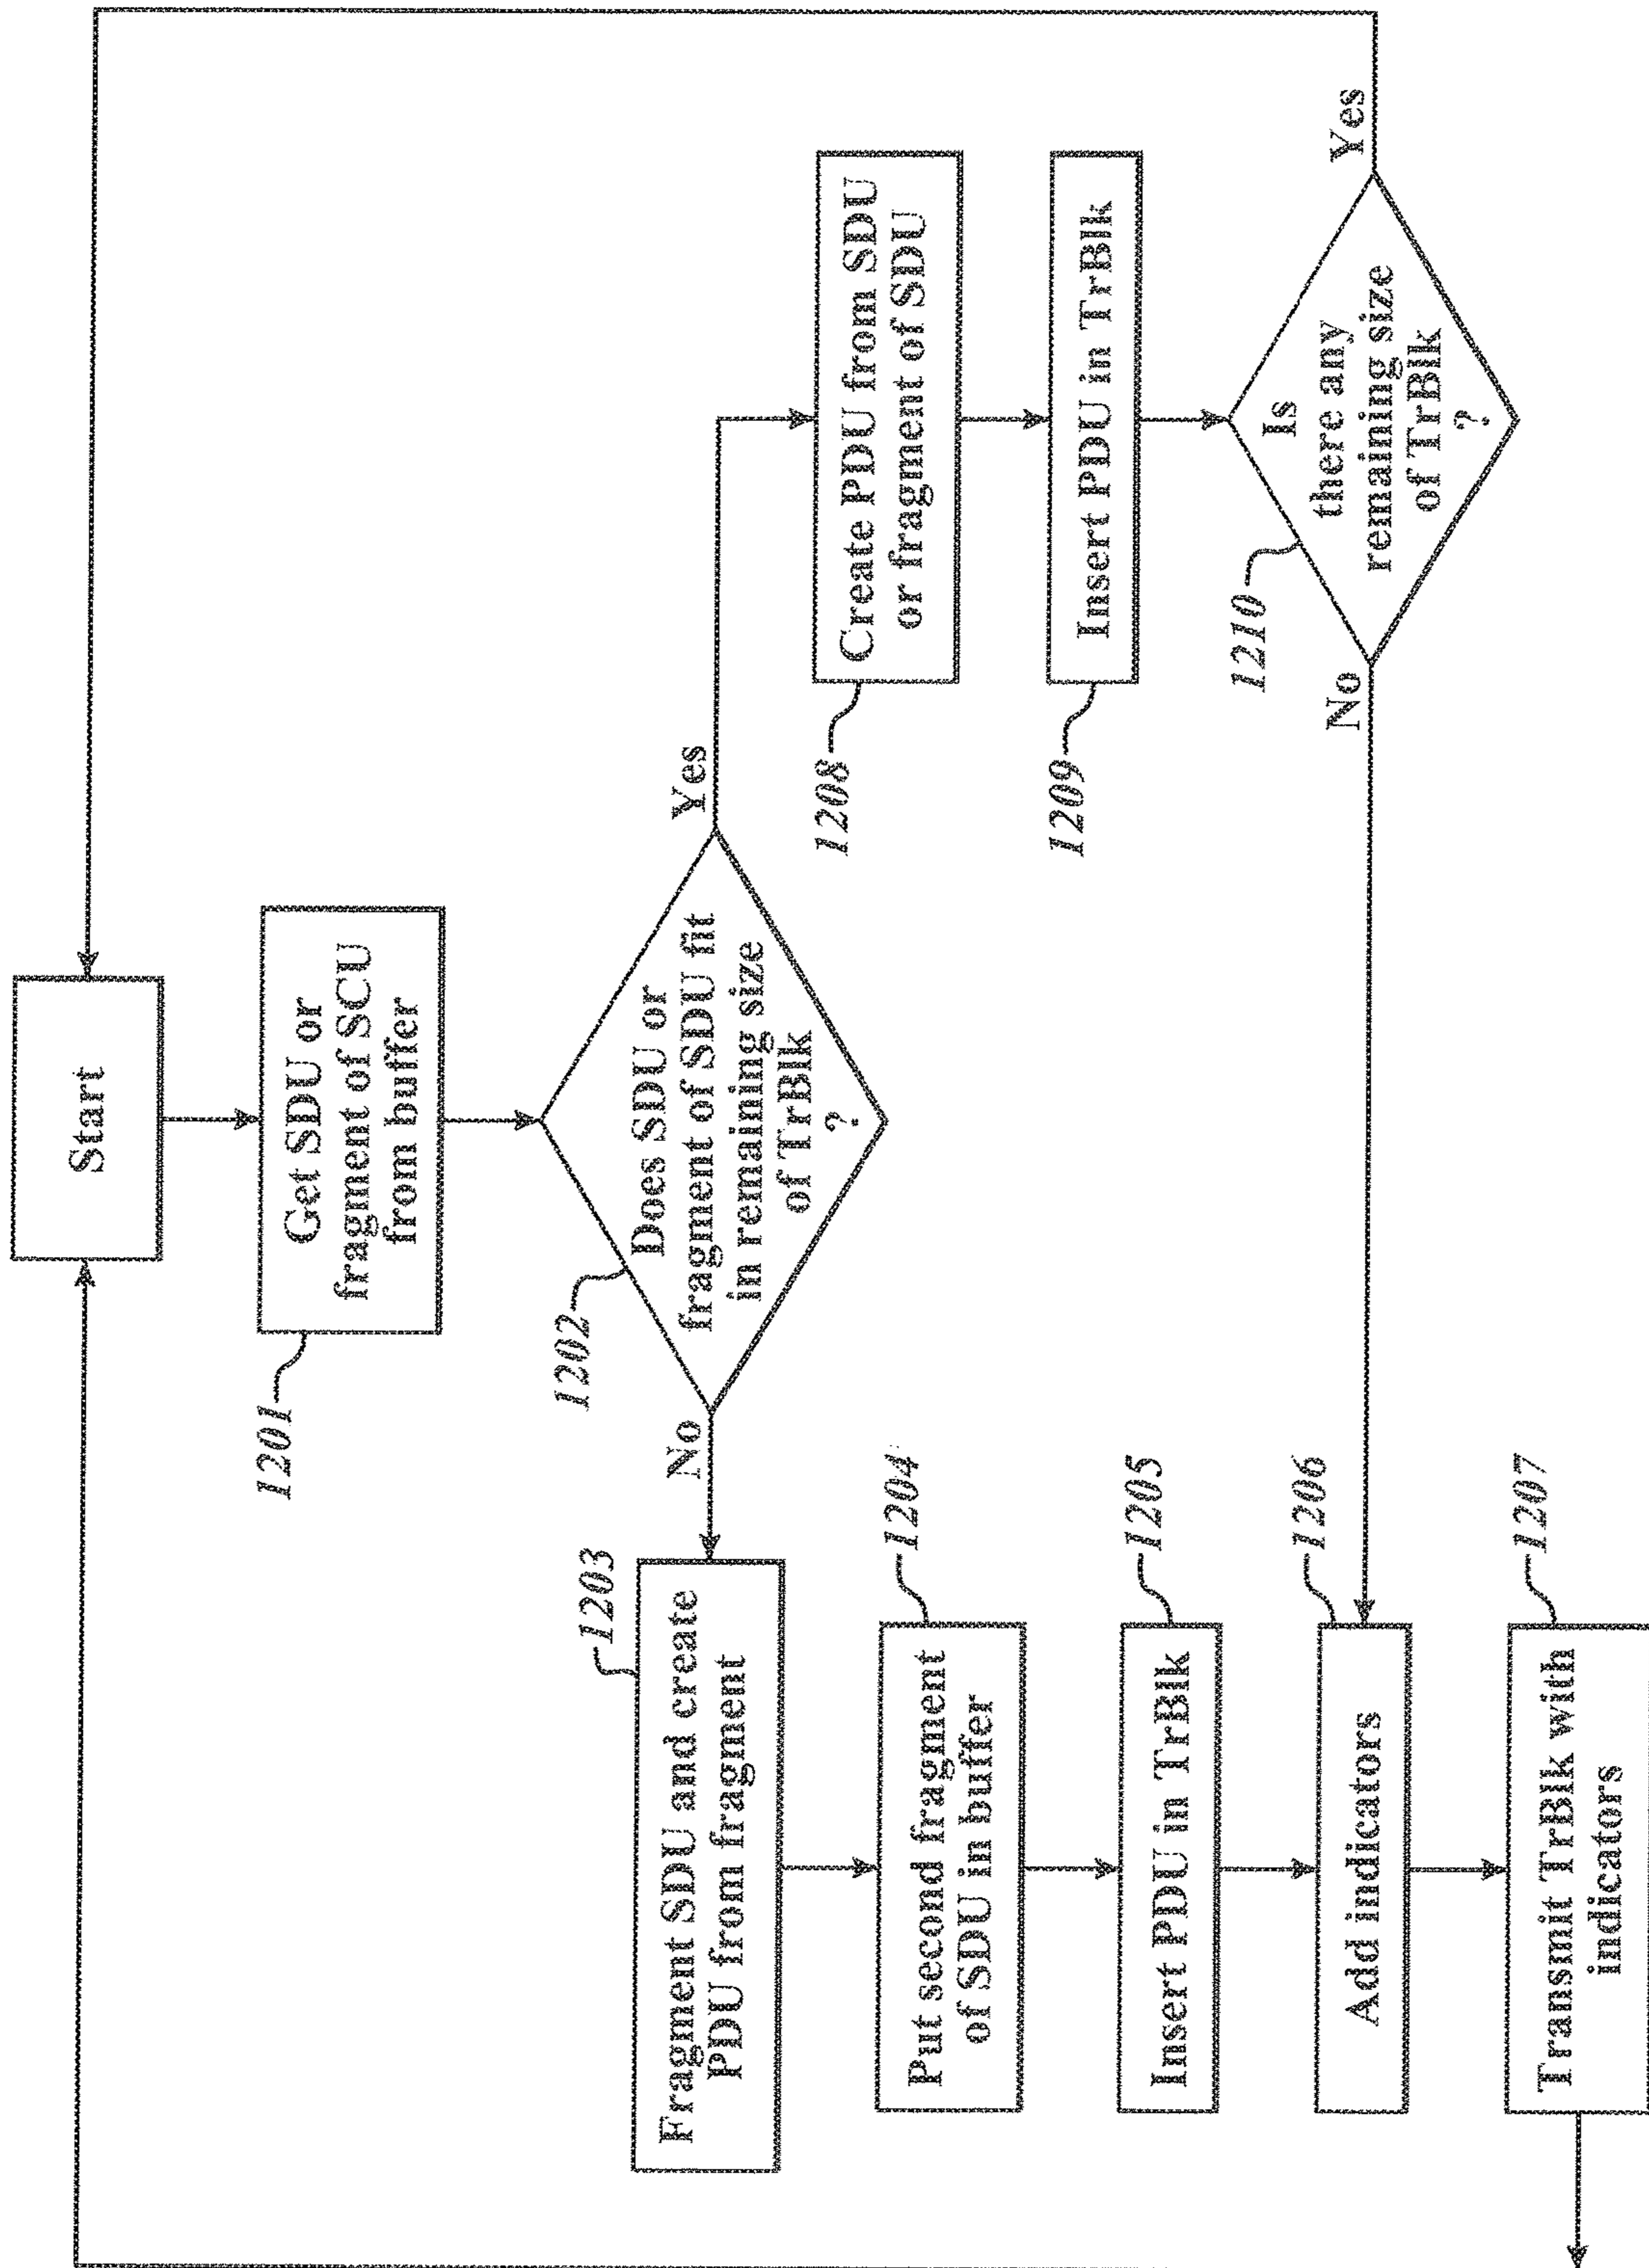 Start
1201
Get SDU or
fragment of SCU
from buffer
1202
Does SDU or
fragment of SDU fit
in remaining size
of TrBlk
?
No
Yes
1203
Fragment SDU and create
PDU from fragment
1204
Put second fragment
of SDU in buffer
1205
Insert PDU in TrBlk
1206
Add indicators
1207
Transmit TrBlk with
indicators
1208
Create PDU from SDU
or fragment of SDU
1209
Insert PDU in TrBlk
1210
Is
there any
remaining size
of TrBlk
?
No
Yes